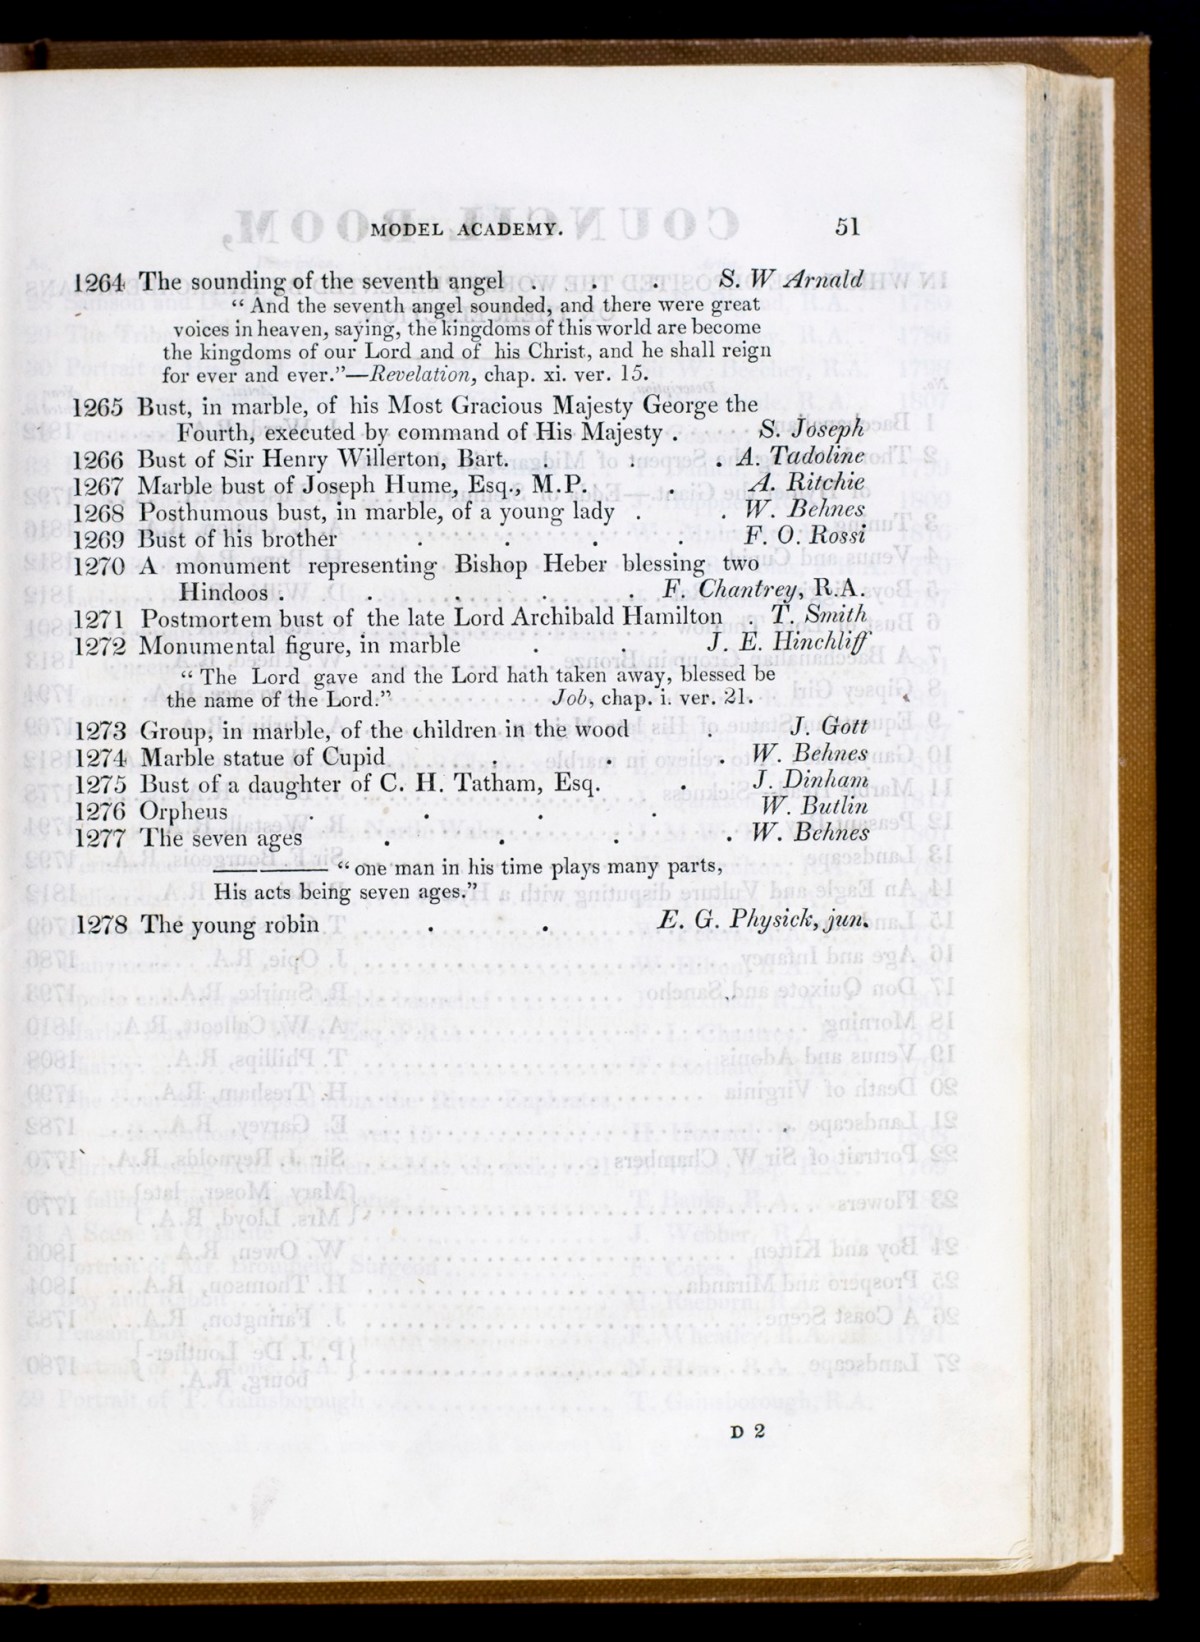 MODEL ACADEMY. 51
1264 The sounding of the seventh angel . . . S. W Arnald
“ And the seventh angel sounded, and there were great
voices in heaven, saying, the kingdoms of this world are become
the kingdoms of our Lord and of his Christ, and he shall reign
for ever and ever.”—Revelation, chap. xi. ver. 15.
1265 Bust, in marble, of his Most Gracious Majesty George the
Fourth, executed by command of His Majesty . S. Joseph
1266 Bust of Sir Henry Willerton, Bart. . . . A. Tadoline
1267 Marble bust of Joseph Hume, Esq., M.P. . . A. Ritchie
1268 Posthumous bust, in marble, of a young lady . . W. Behnes
1269 Bust of his brother . . . . F. O. Rossi
1270 A monument representing Bishop Heber blessing two
Hindoos . . . . . F. Chantrey, R.A.
1271 Postmortem bust of the late Lord Archibald Hamilton . T. Smith
1272 Monumental figure, in marble . . J. E. Hinchliff
“ The Lord gave and the Lord hath taken away, blessed be
the name of the Lord.” Job, chap. i. ver. 21.
1273 Group, in marble, of the children in the wood . J. Gott
1274 Marble statue of Cupid . . . W. Behnes
1275 Bust of a daughter of C. H. Tatham, Esq. . J. Dinham
1276 Orpheus . . . . W. Butlin
1277 The seven ages . . . . W. Behnes
—— —— “ one man in his time plays many parts,
His acts being seven ages.”
1278 The young robin . . E. G. Physick, jun.
D 2